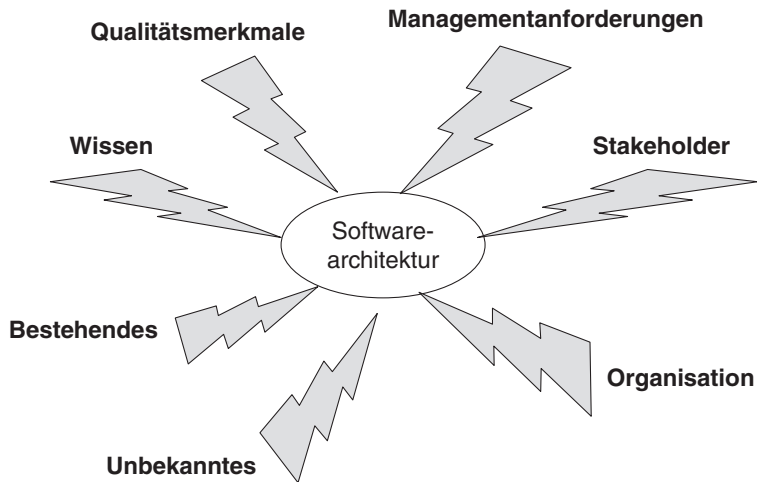 Managementanforderungen
Qualitätsmerkmale
Wissen
Stakeholder
Software-
architektur
Bestehendes
Organisation
Unbekanntes